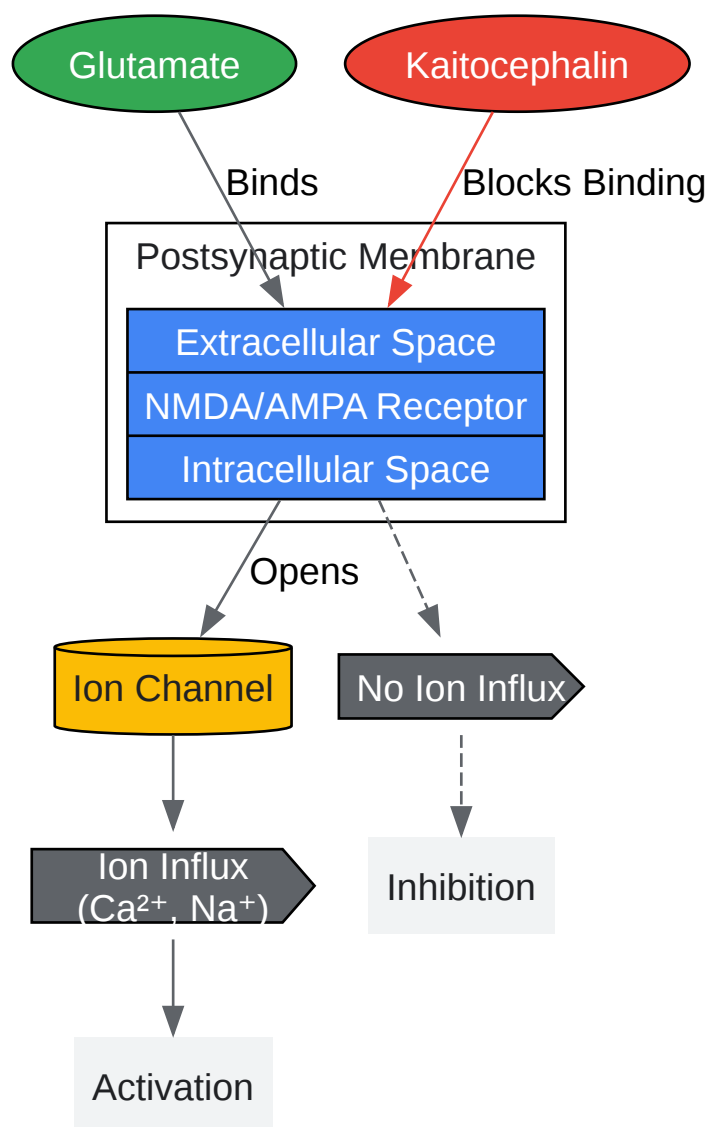 Glutamate
Kaitocephalin
Binds
Blocks Binding
Postsynaptic Membrane
Extracellular Space
NMDA/AMPA Receptor
Intracellular Space
Opens
Ion Channel
No Ion Influx
Ion Influx
(Ca²⁺, Na⁺)
Inhibition
Activation